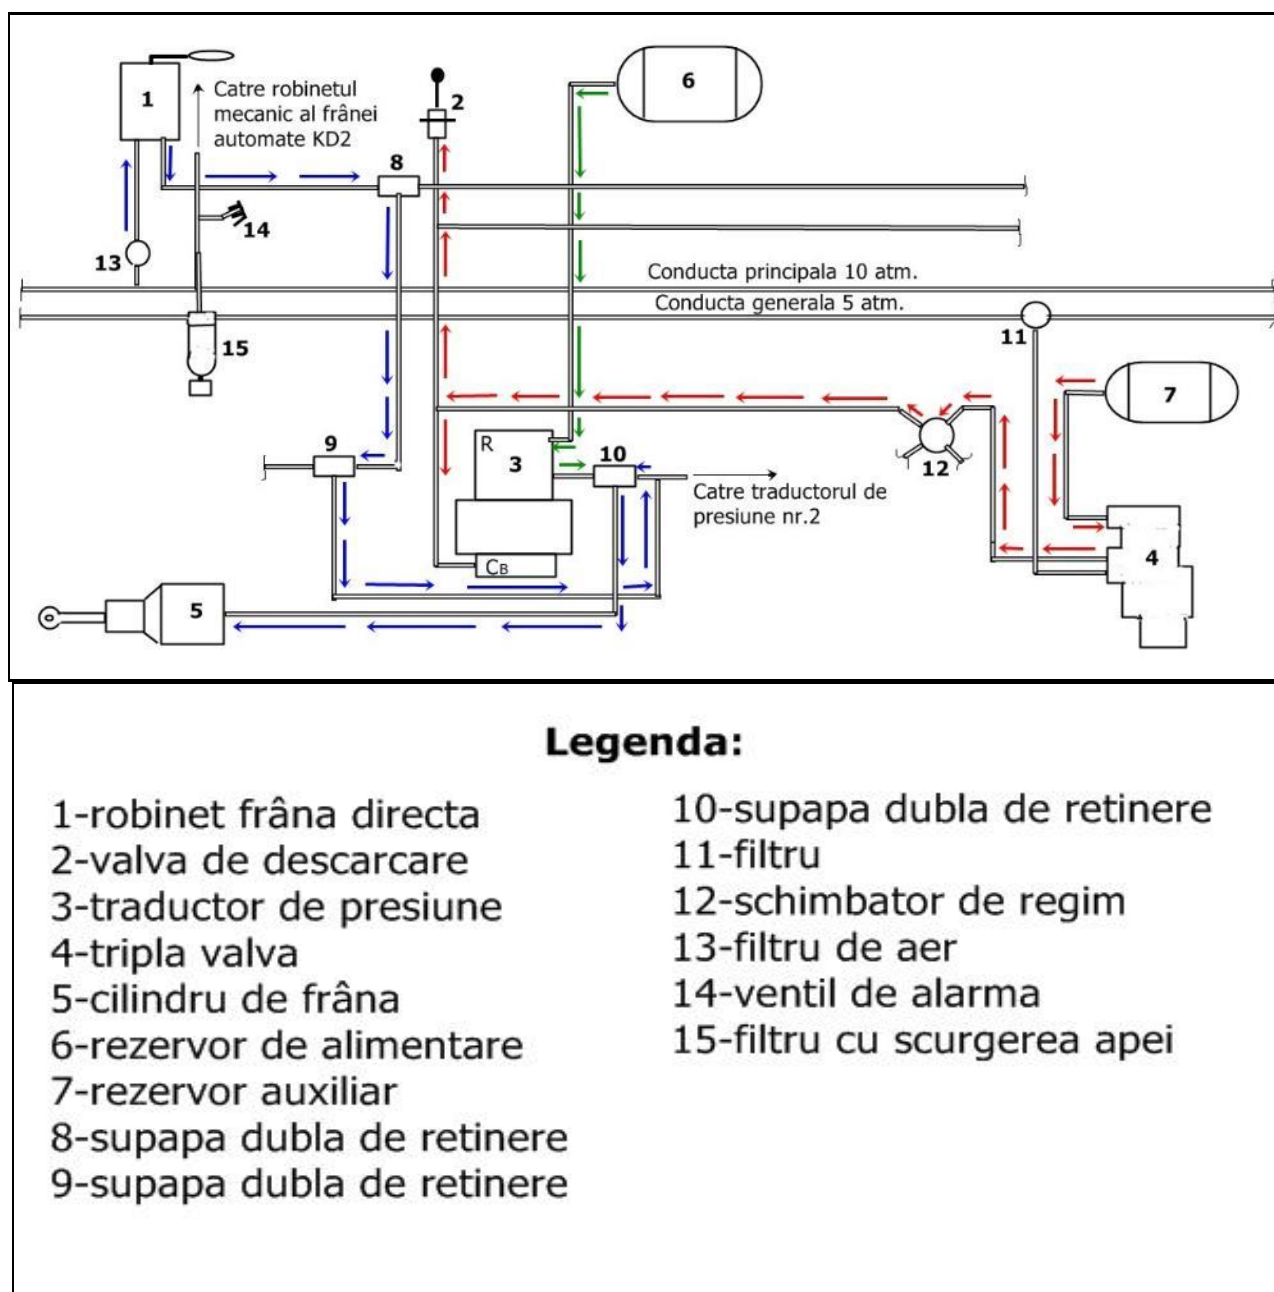 1
Catre robinetul
mecanic al frânei
automate KD2
2
6
8
14
13
Conducta principala 10 atm.
Conducta generala 5 atm.
15
11
7
9
R
3
10
12
Catre traductorul de
presiune nr.2
4
CB
5
Legenda:
1-robinet frâna directa
2-valva de descarcare
3-traductor de presiune
4-tripla valva
5-cilindru de frâna
6-rezervor de alimentare
7-rezervor auxiliar
8-supapa dubla de retinere
9-supapa dubla de retinere
10-supapa dubla de retinere
11-filtru
12-schimbator de regim
13-filtru de aer
14-ventil de alarma
15-filtru cu scurgerea apei